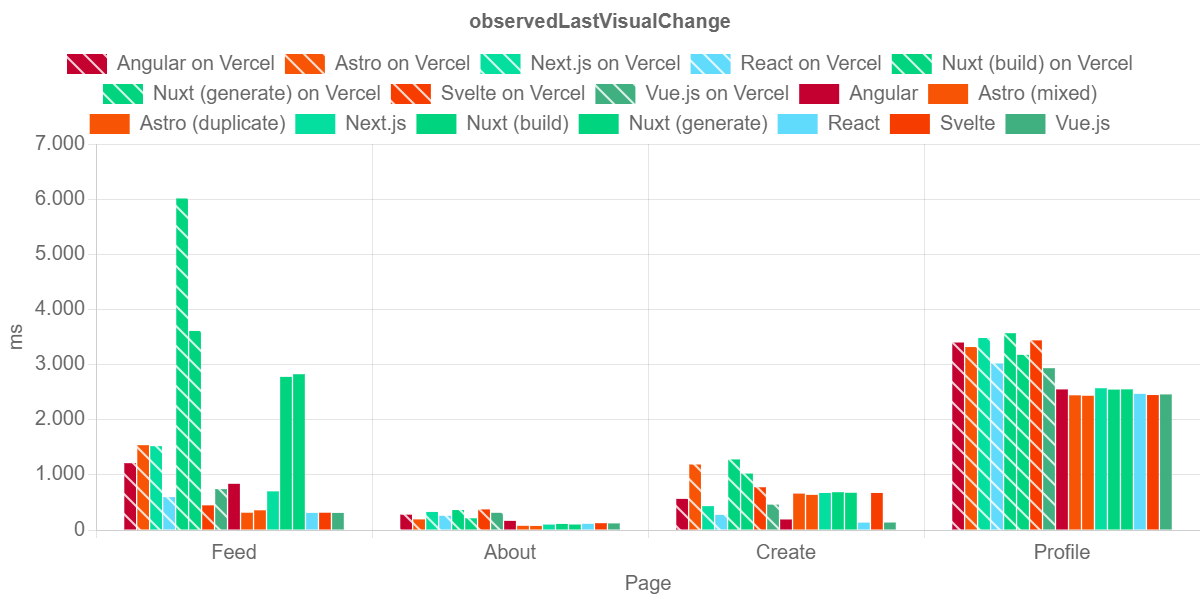 observedLastVisualChange
Angular on Vercel Astro on Vercel Next.js on Vercel React on Vercel Nuxt (build) on Vercel
Nuxt (generate) on Vercel Svelte on Vercel Vue.js on Vercel Angular Astro (mixed)
Astro (duplicate) Next.js Nuxt (build) Nuxt (generate) React Svelte Vue.js
7.000
6.000
5.000
4.000
3.000
2.000
1.000
0
ms
Feed About Create Profile
Page